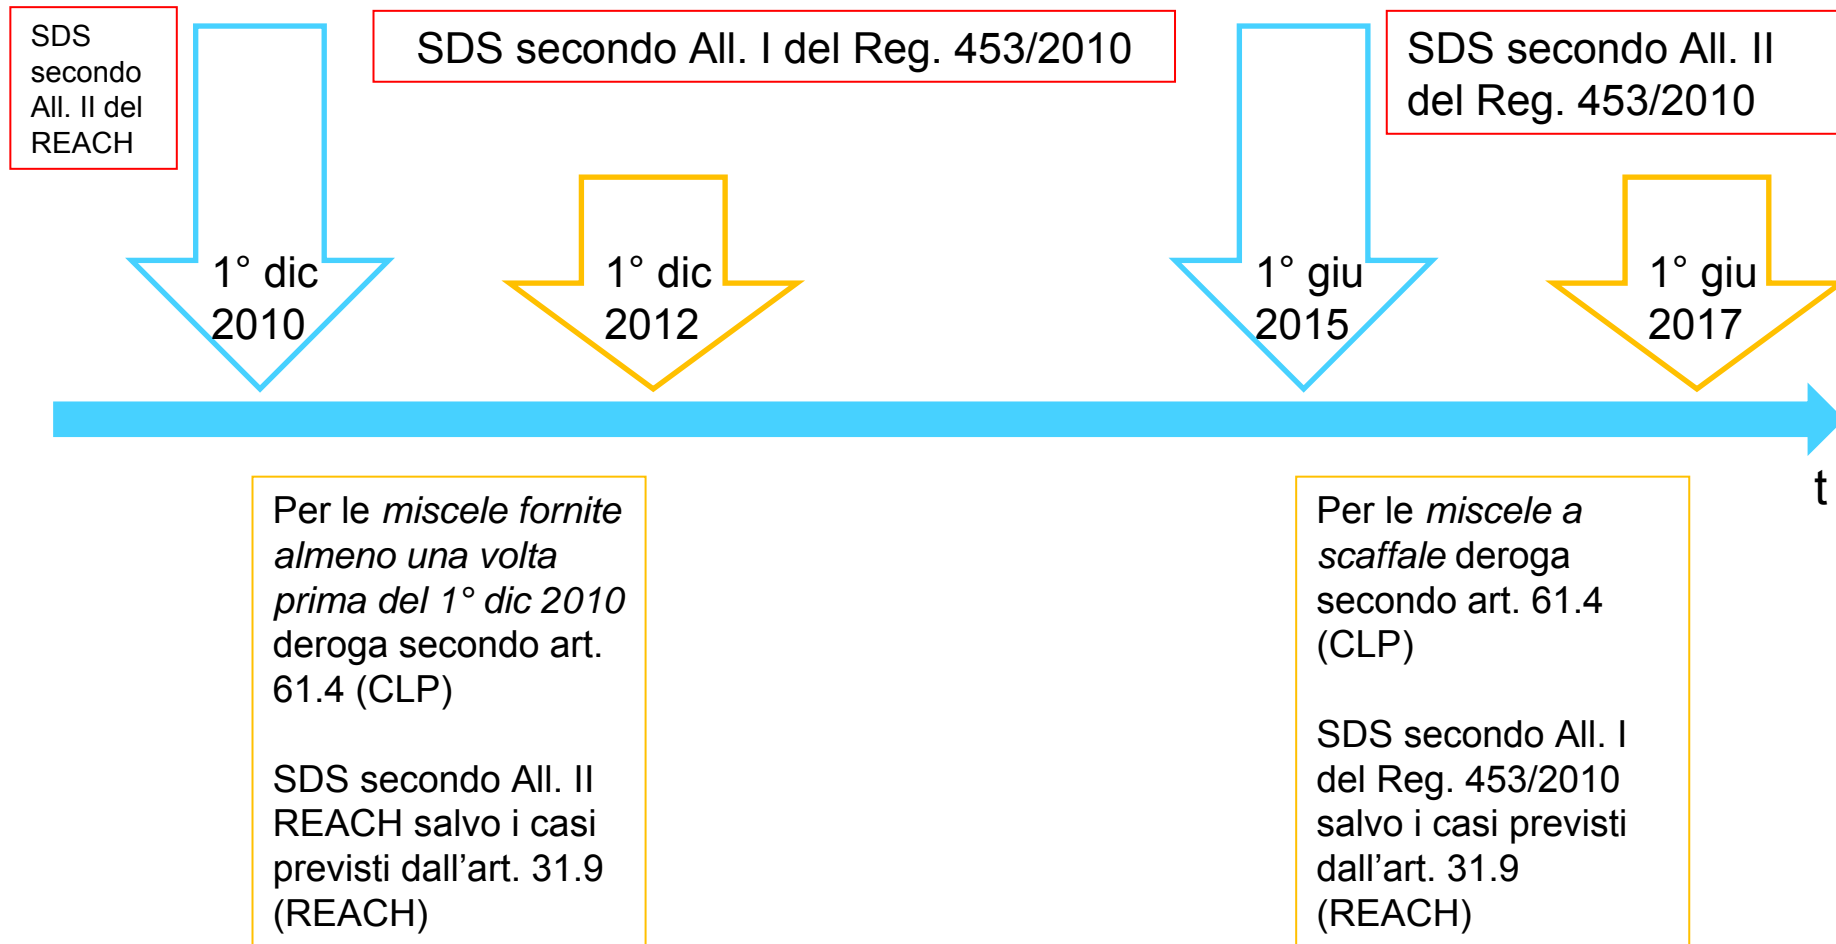 SDS
secondo
All. II del
REACH
SDS secondo All. I del Reg. 453/2010
SDS secondo All. II
del Reg. 453/2010
1° dic
2010
1° dic
2012
1° giu
2015
1° giu
2017
t
Per le miscele fornite
almeno una volta
prima del 1° dic 2010
deroga secondo art.
61.4 (CLP)
SDS secondo All. II
REACH salvo i casi
previsti dall’art. 31.9
(REACH)
Per le miscele a
scaffale deroga
secondo art. 61.4
(CLP)
SDS secondo All. I
del Reg. 453/2010
salvo i casi previsti
dall’art. 31.9
(REACH)